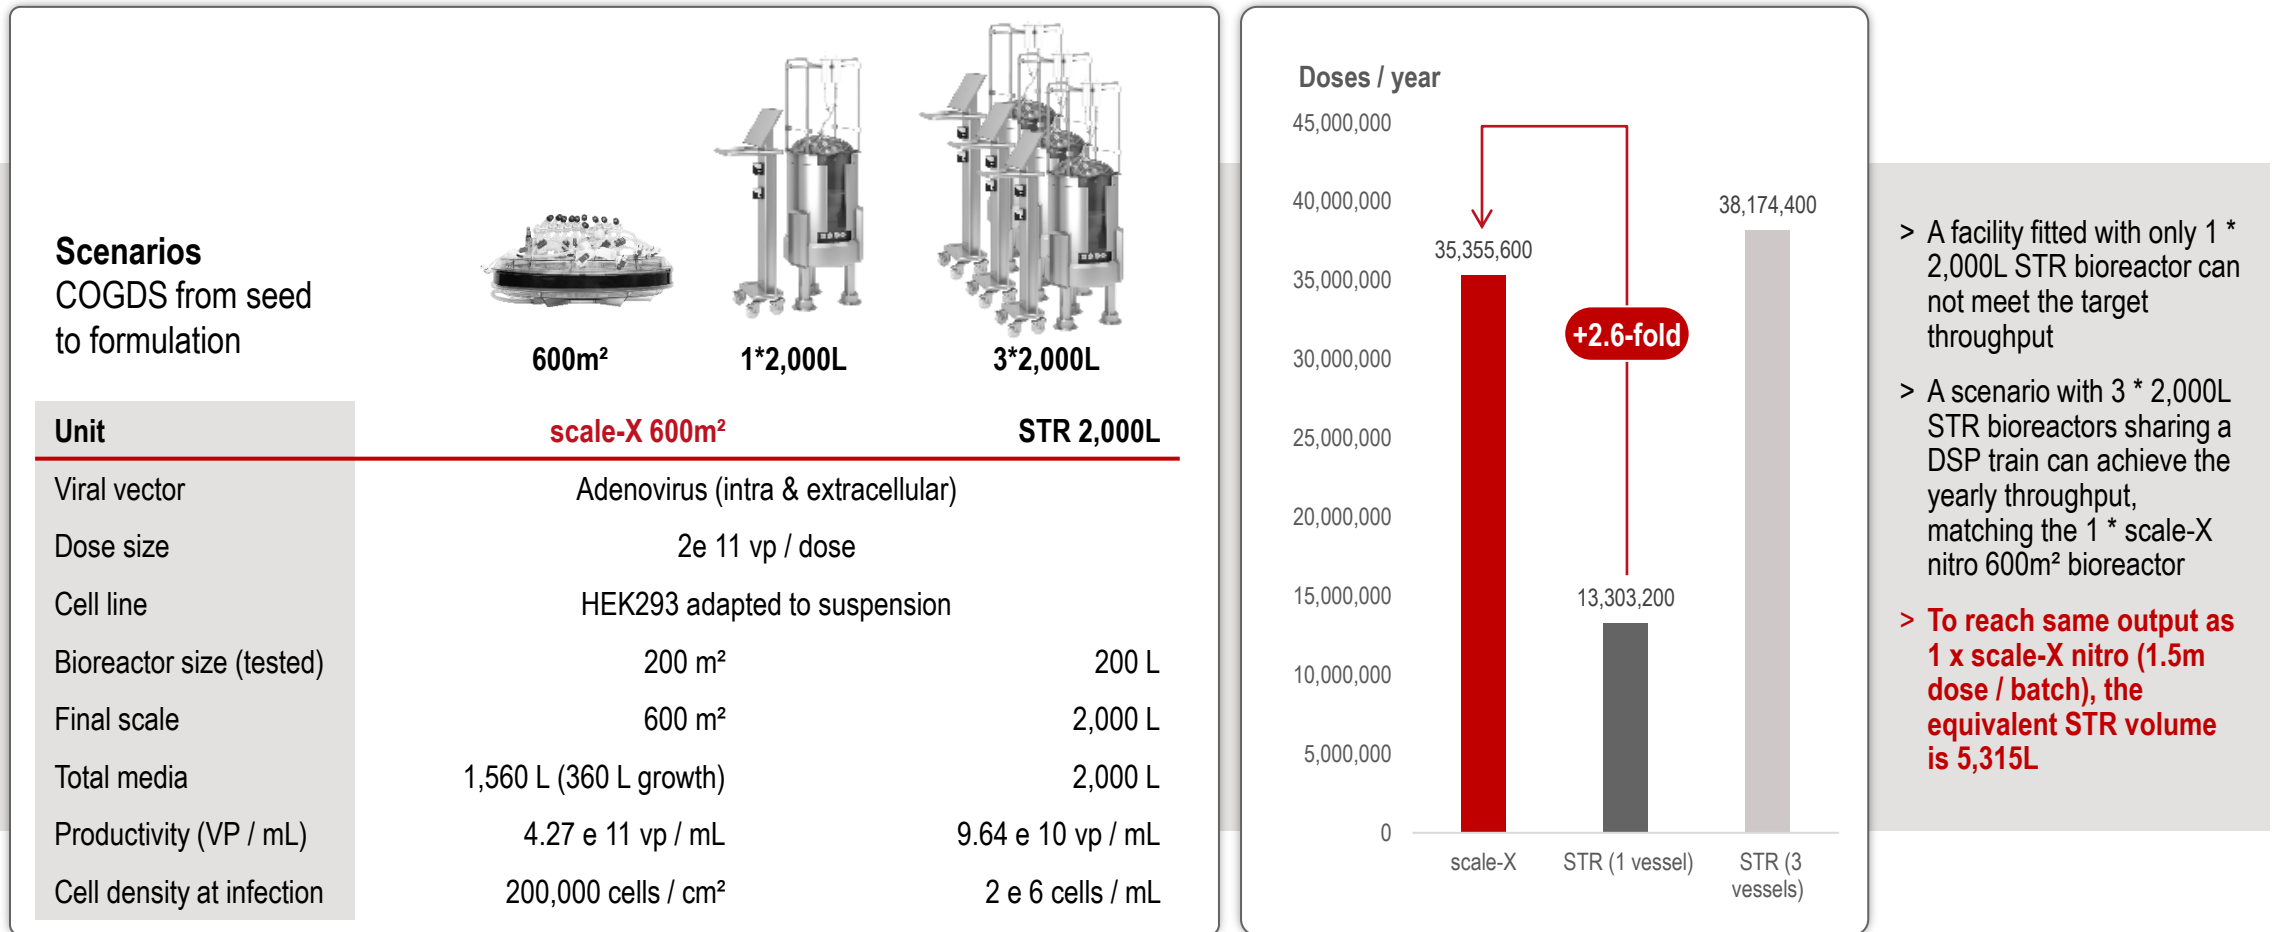 Scenarios
COGDS from seed
to formulation
600m²
1*2,000L
3*2,000L
Unit scale-X 600m² STR 2,000L
Viral vector Adenovirus (intra & extracellular)
Dose size 2e 11 vp / dose
Cell line HEK293 adapted to suspension
Bioreactor size (tested) 200 m² 200 L
Final scale 600 m² 2,000 L
Total media 1,560 L (360 L growth) 2,000 L
Productivity (VP / mL) 4.27 e 11 vp / mL 9.64 e 10 vp / mL
Cell density at infection 200,000 cells / cm² 2 e 6 cells / mL
Doses / year
45,000,000
40,000,000
35,000,000
30,000,000
25,000,000
20,000,000
15,000,000
10,000,000
5,000,000
0
35,355,600
+2.6-fold
13,303,200
38,174,400
scale-X
STR (1 vessel)
STR (3
vessels)
> A facility fitted with only 1 *
2,000L STR bioreactor can
not meet the target
throughput
> A scenario with 3 * 2,000L
STR bioreactors sharing a
DSP train can achieve the
yearly throughput,
matching the 1 * scale-X
nitro 600m² bioreactor
> To reach same output as
1 x scale-X nitro (1.5m
dose / batch), the
equivalent STR volume
is 5,315L